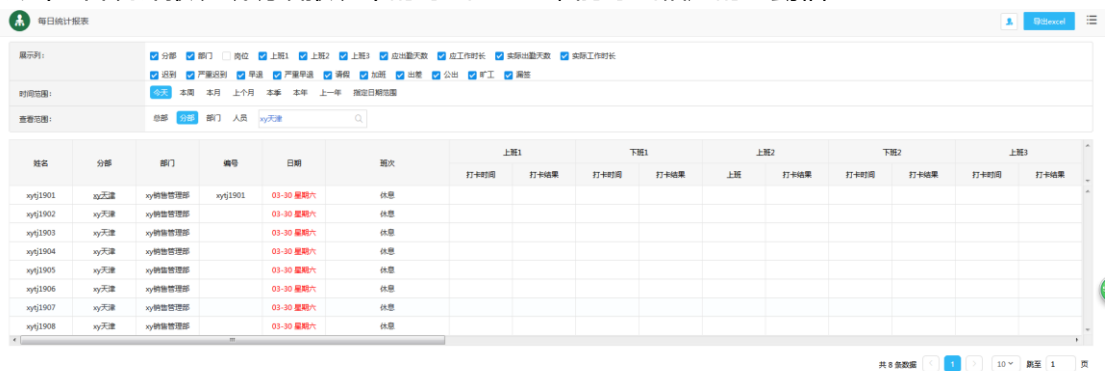 每日统计报表 导出excel
展示列： 分部 部门 岗位 上班1 上班2 上班3 应出勤天数 应工作时长 实际出勤天数 实际工作时长
迟到 严重迟到 早退 严重早退 请假 加班 出差 公出 旷工 漏签
时间范围： 今天 本周 本月 上个月 本季 本年 上一年 指定日期范围
查看范围： 总部 分部 部门 人员 xy天津
姓名 分部 部门 编号 日期 班次 上班1 下班1 上班2 下班2 上班3
打卡时间 打卡结果 打卡时间 打卡结果 上班 打卡结果 打卡时间 打卡结果 打卡时间 打卡结果
xytj1901 xy天津 xy销售管理部 xytj1901 03-30 星期六 休息
xytj1902 xy天津 xy销售管理部 03-30 星期六 休息
xytj1903 xy天津 xy销售管理部 03-30 星期六 休息
xytj1904 xy天津 xy销售管理部 03-30 星期六 休息
xytj1905 xy天津 xy销售管理部 03-30 星期六 休息
xytj1906 xy天津 xy销售管理部 03-30 星期六 休息
xytj1907 xy天津 xy销售管理部 03-30 星期六 休息
xytj1908 xy天津 xy销售管理部 03-30 星期六 休息
共8条数据 1 10 跳至 1 页